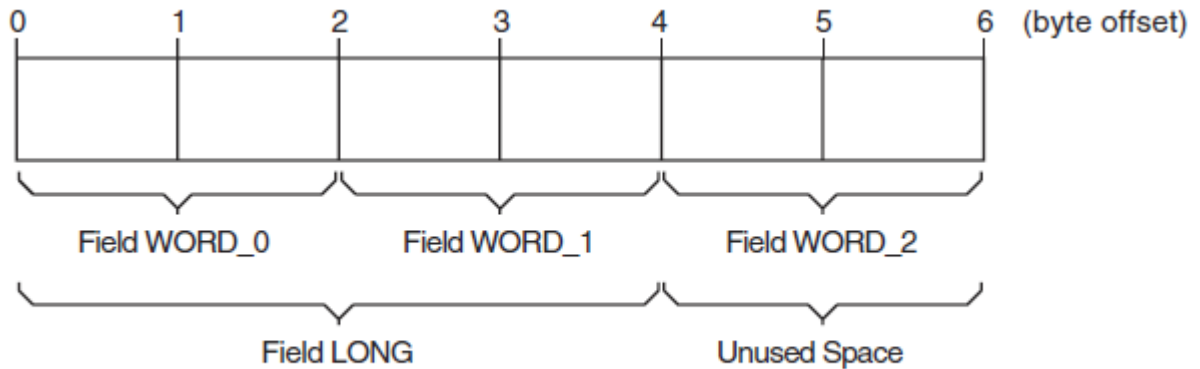 0 1 2 3 4 5 6 (byte offset)
Field WORD_0 Field WORD_1 Field WORD_2
Field LONG Unused Space